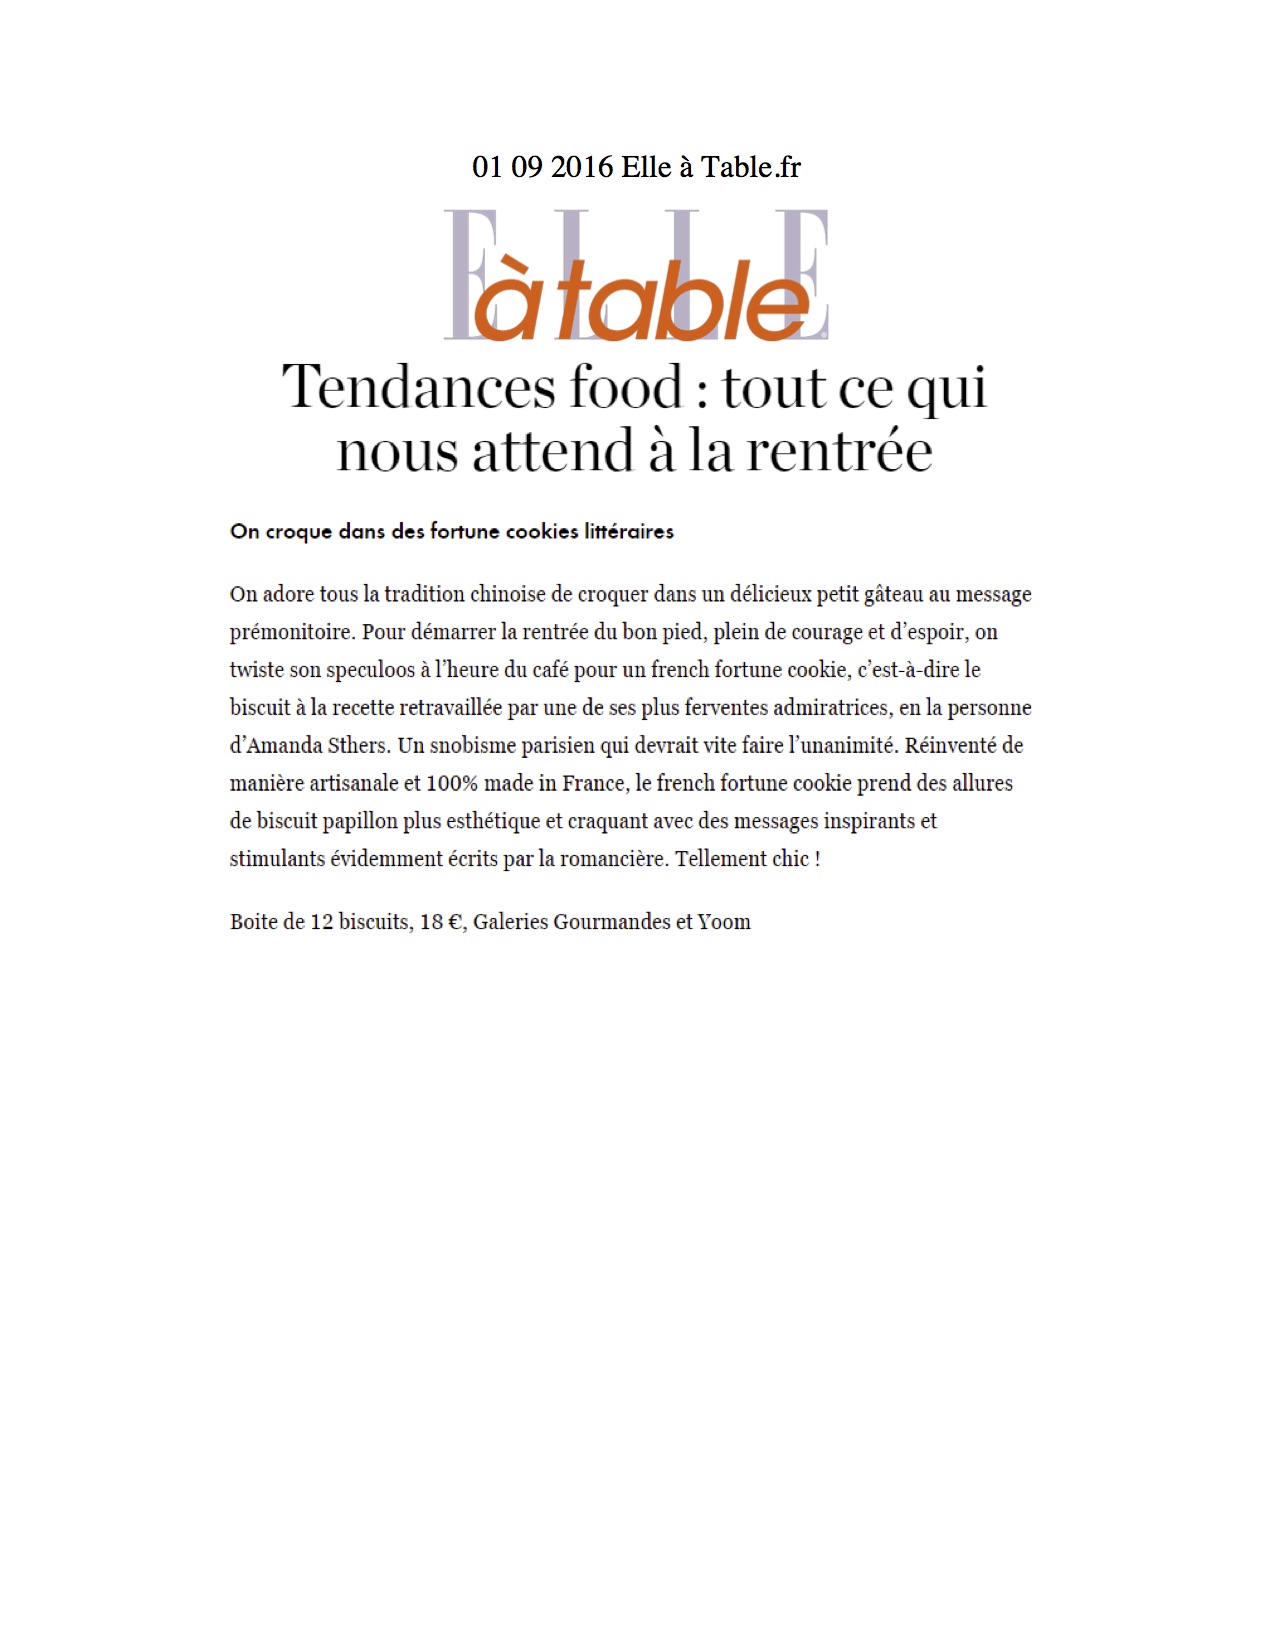 01 09 2016 Elle à Table.fr
ELLE
à table
Tendances food : tout ce qui
nous attend à la rentrée
On croque dans des fortune cookies littéraires
On adore tous la tradition chinoise de croquer dans un délicieux petit gâteau au message
prémonitoire. Pour démarrer la rentrée du bon pied, plein de courage et d’espoir, on
twiste son speculoos à l’heure du café pour un french fortune cookie, c’est-à-dire le
biscuit à la recette retravaillée par une de ses plus ferventes admiratrices, en la personne
d’Amanda Sthers. Un snobisme parisien qui devrait vite faire l’unanimité. Réinventé de
manière artisanale et 100% made in France, le french fortune cookie prend des allures
de biscuit papillon plus esthétique et craquant avec des messages inspirants et
stimulants évidemment écrits par la romancière. Tellement chic !
Boite de 12 biscuits, 18 €, Galeries Gourmandes et Yoom